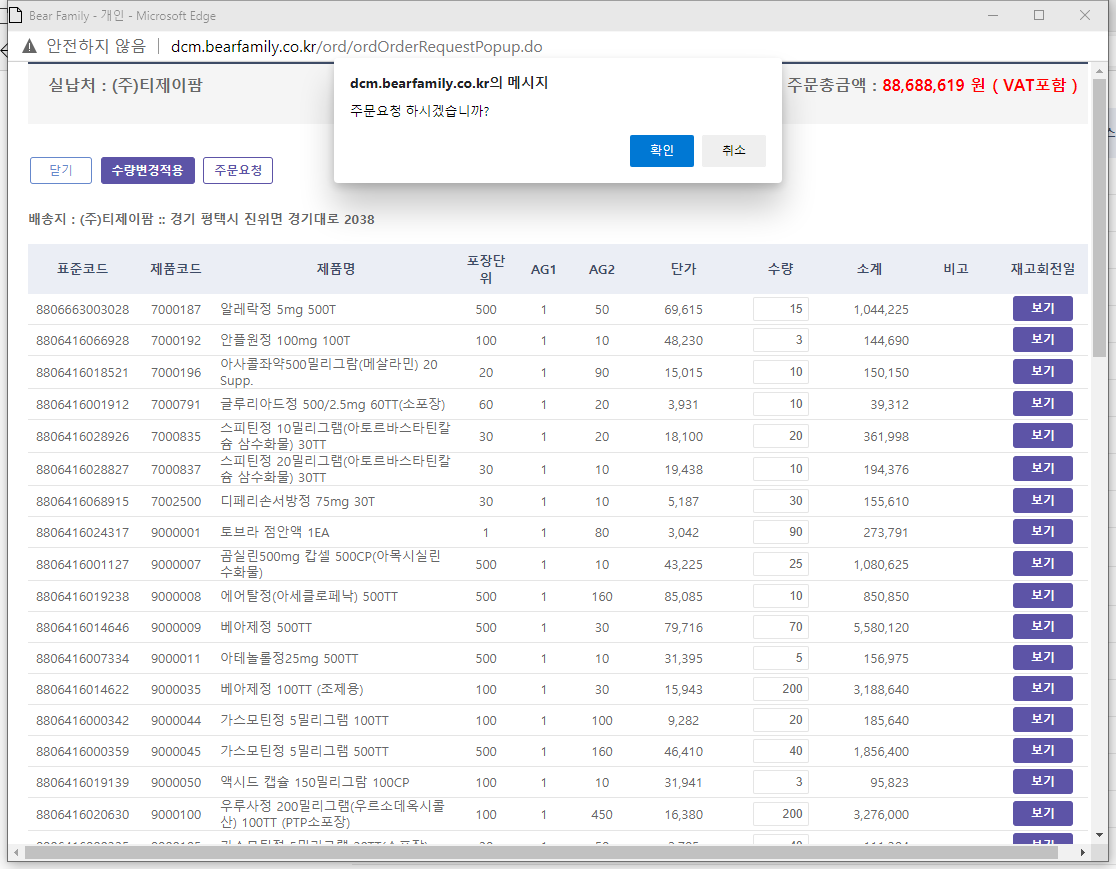 Bear Family - 개인 - Microsoft Edge
안전하지 않음 | dcm.bearfamily.co.kr/ord/ordOrderRequestPopup.do
실납처 : (주)티제이팜
주문총금액 : 88,688,619 원 ( VAT포함 )
dcm.bearfamily.co.kr의 메시지
주문요청 하시겠습니까?
확인 취소
닫기 수량변경적용 주문요청
배송지 : (주)티제이팜 :: 경기 평택시 진위면 경기대로 2038
표준코드 제품코드 제품명 포장단위 AG1 AG2 단가 수량 소계 비고 재고회전일
8806663003028 7000187 알레락정 5mg 500T 500 1 50 69,615 15 1,044,225 보기
8806416066928 7000192 안플원정 100mg 100T 100 1 10 48,230 3 144,690 보기
8806416018521 7000196 아사콜좌약500밀리그람(메살라민) 20 Supp. 20 1 90 15,015 10 150,150 보기
8806416001912 7000791 글루리아드정 500/2.5mg 60TT(소포장) 60 1 20 3,931 10 39,312 보기
8806416028926 7000835 스피틴정 10밀리그램(아토르바스타틴칼슘 삼수화물) 30TT 30 1 20 18,100 20 361,998 보기
8806416028827 7000837 스피틴정 20밀리그램(아토르바스타틴칼슘 삼수화물) 30TT 30 1 10 19,438 10 194,376 보기
8806416068915 7002500 디페리손서방정 75mg 30T 30 1 10 5,187 30 155,610 보기
8806416024317 9000001 토브라 점안액 1EA 1 1 80 3,042 90 273,791 보기
8806416001127 9000007 곰실린500mg 캅셀 500CP(아목시실린수화물) 500 1 10 43,225 25 1,080,625 보기
8806416019238 9000008 에어탈정(아세클로페낙) 500TT 500 1 160 85,085 10 850,850 보기
8806416014646 9000009 베아제정 500TT 500 1 30 79,716 70 5,580,120 보기
8806416007334 9000011 아테놀롤정25mg 500TT 500 1 10 31,395 5 156,975 보기
8806416014622 9000035 베아제정 100TT (조제용) 100 1 30 15,943 200 3,188,640 보기
8806416000342 9000044 가스모틴정 5밀리그램 100TT 100 1 100 9,282 20 185,640 보기
8806416000359 9000045 가스모틴정 5밀리그램 500TT 500 1 160 46,410 40 1,856,400 보기
8806416019139 9000050 액시드 캡슐 150밀리그람 100CP 100 1 10 31,941 3 95,823 보기
8806416020630 9000100 우루사정 200밀리그램(우르소데옥시콜산) 100TT (PTP소포장) 100 1 450 16,380 200 3,276,000 보기